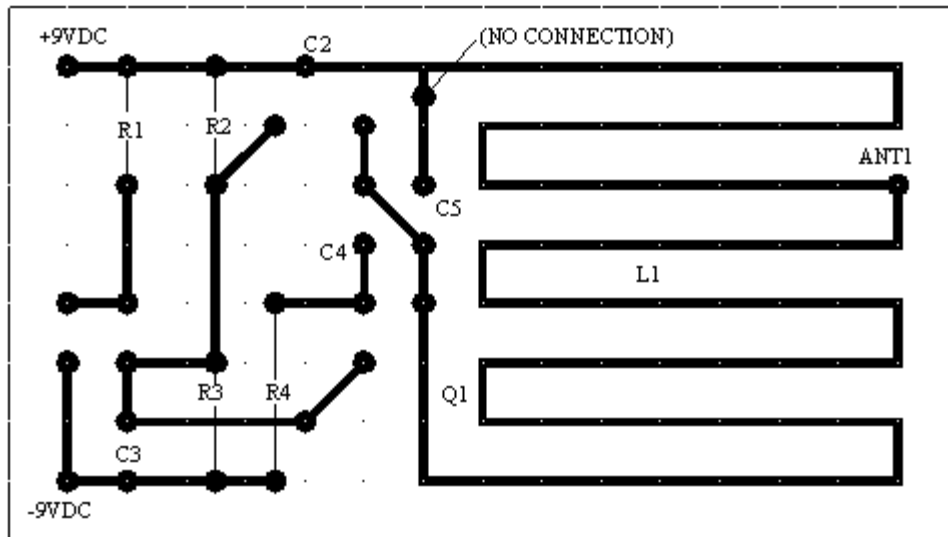 +9VDC
C2
(NO CONNECTION)
R1
R2
ANT1
C5
C4
L1
R3
R4
Q1
C3
-9VDC